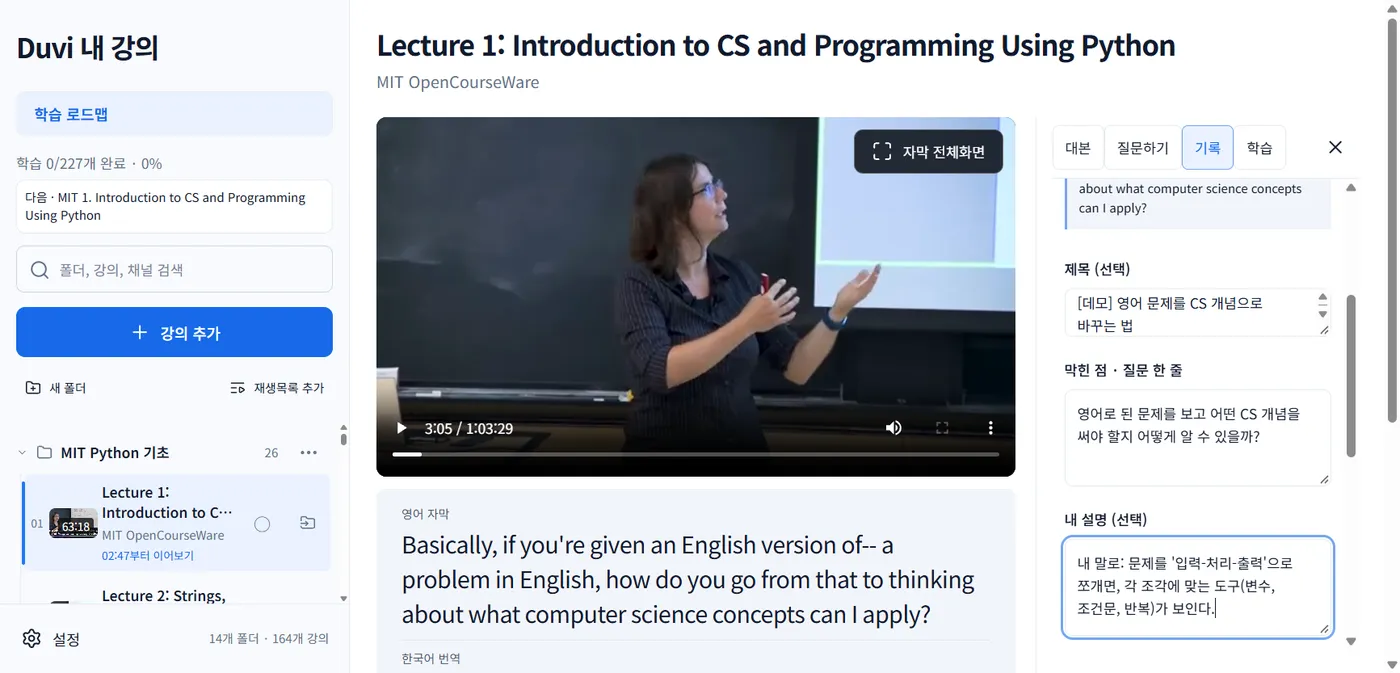 Duvi 내 강의
학습 로드맵
학습 0/227개 완료 · 0%
다음 · MIT 1. Introduction to CS and Programming
Using Python
폴더, 강의, 채널 검색
+ 강의 추가
새 폴더
재생목록 추가
MIT Python 기초
26
01
63:18
Lecture 1:
Introduction to C…
MIT OpenCourseWare
02:47부터 이어보기
Lecture 2: Strings,
설정
14개 폴더 · 164개 강의
Lecture 1: Introduction to CS and Programming Using Python
MIT OpenCourseWare
자막 전체화면
3:05 / 1:03:29
영어 자막
Basically, if you're given an English version of-- a
problem in English, how do you go from that to thinking
about what computer science concepts can I apply?
한국어 번역
대본
질문하기
기록
학습
about what computer science concepts
can I apply?
제목 (선택)
[데모] 영어 문제를 CS 개념으로
바꾸는 법
막힌 점 · 질문 한 줄
영어로 된 문제를 보고 어떤 CS 개념을
써야 할지 어떻게 알 수 있을까?
내 설명 (선택)
내 말로: 문제를 '입력-처리-출력'으로
쪼개면, 각 조각에 맞는 도구(변수,
조건문, 반복)가 보인다.